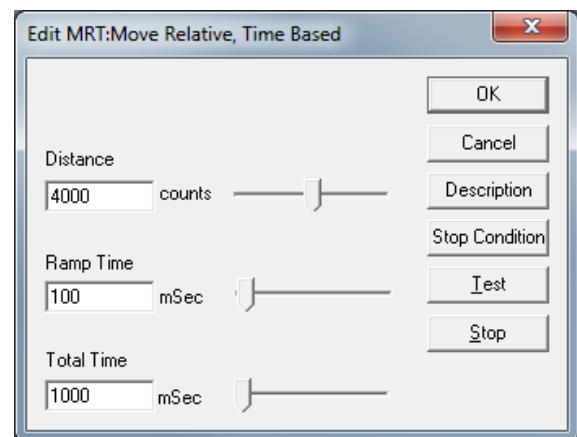 Edit MRT:Move Relative, Time Based
OK
Cancel
Distance
4000 counts
Description
Stop Condition
Ramp Time
100 mSec
Test
Stop
Total Time
1000 mSec